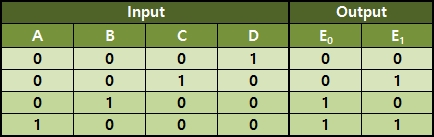 Input Output
A B C D E₀ E₁
0 0 0 1 0 0
0 0 1 0 0 1
0 1 0 0 1 0
1 0 0 0 1 1